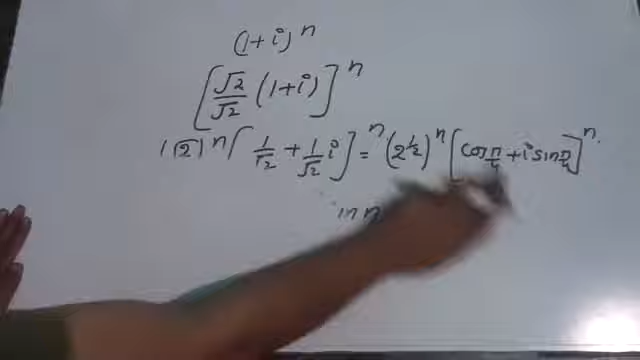 (1+i)^n
[√2/√2 (1+i)]^n
(√2)^n [1/√2 + 1/√2 i]^n = (2^1/2)^n [cos π/4 + i sin π/4]^n